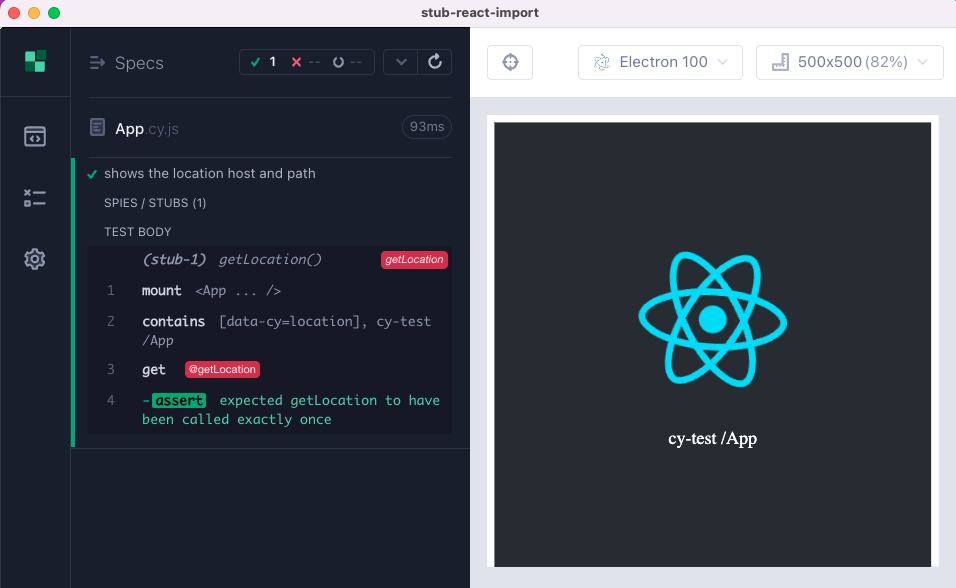 stub-react-import
Specs
1 -- --
Electron 100
500x500 (82%)
App.cy.js
93ms
shows the location host and path
SPIES / STUBS (1)
TEST BODY
(stub-1) getLocation() getLocation
1 mount <App ... />
2 contains [data-cy=location], cy-test
/App
3 get @getLocation
4 -assert expected getLocation to have
been called exactly once
cy-test /App